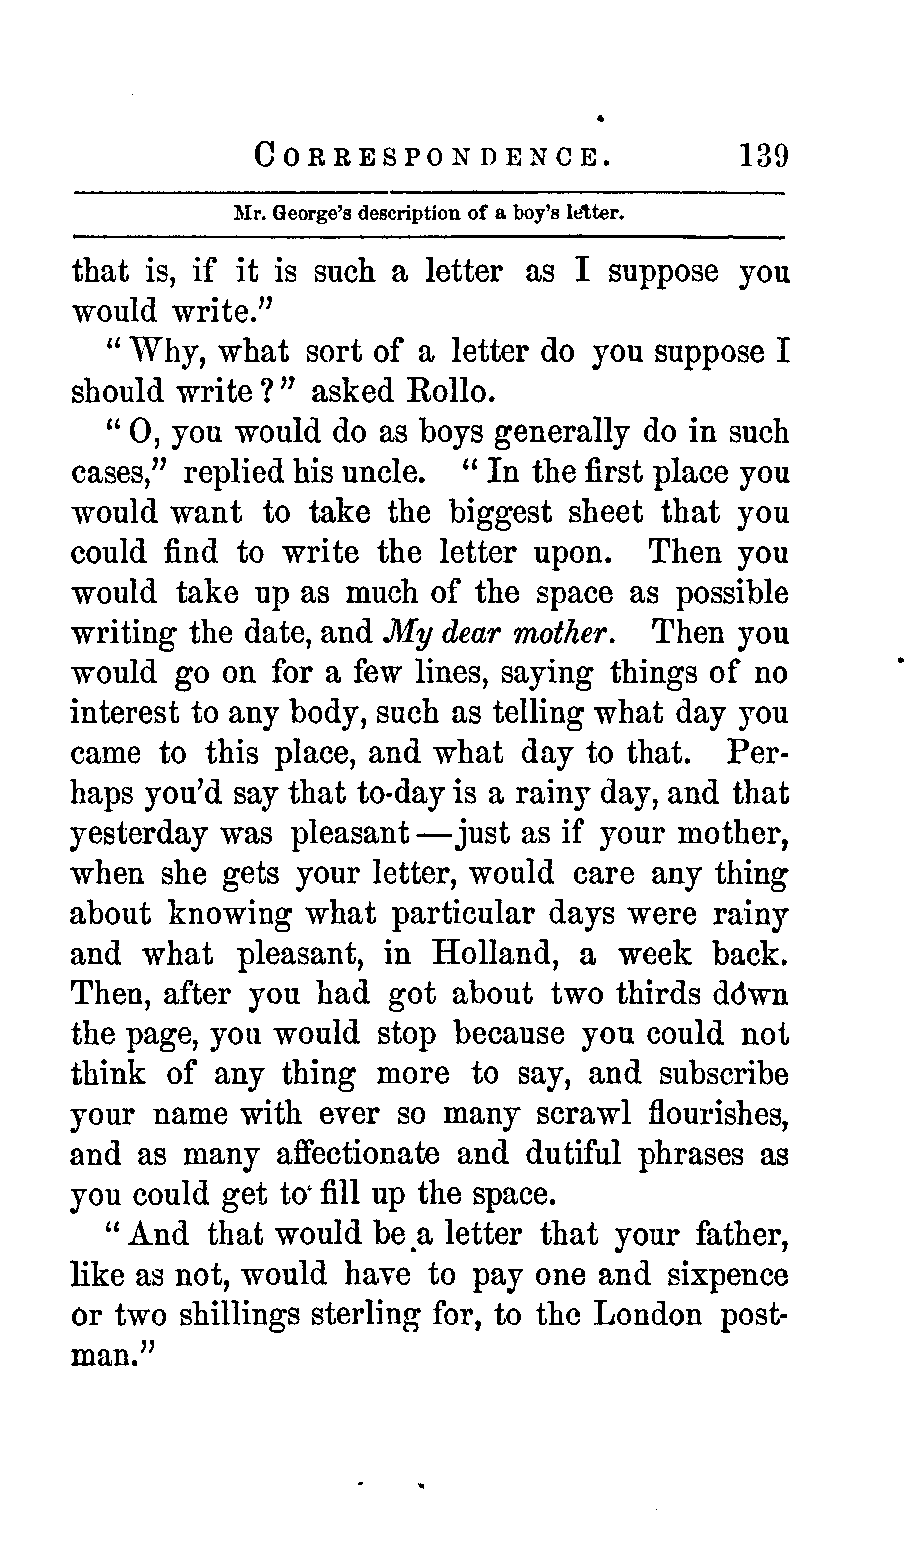 CORRESPONDENCE. 139
Mr. George's description of a boy's letter.
that is, if it is such a letter as I suppose you
would write."
"Why, what sort of a letter do you suppose I
should write?" asked Rollo.
"O, you would do as boys generally do in such
cases," replied his uncle. "In the first place you
would want to take the biggest sheet that you
could find to write the letter upon. Then you
would take up as much of the space as possible
writing the date, and My dear mother. Then you
would go on for a few lines, saying things of no
interest to any body, such as telling what day you
came to this place, and what day to that. Per-
haps you'd say that to-day is a rainy day, and that
yesterday was pleasant—just as if your mother,
when she gets your letter, would care any thing
about knowing what particular days were rainy
and what pleasant, in Holland, a week back.
Then, after you had got about two thirds down
the page, you would stop because you could not
think of any thing more to say, and subscribe
your name with ever so many scrawl flourishes,
and as many affectionate and dutiful phrases as
you could get to fill up the space.
"And that would be a letter that your father,
like as not, would have to pay one and sixpence
or two shillings sterling for, to the London post-
man."